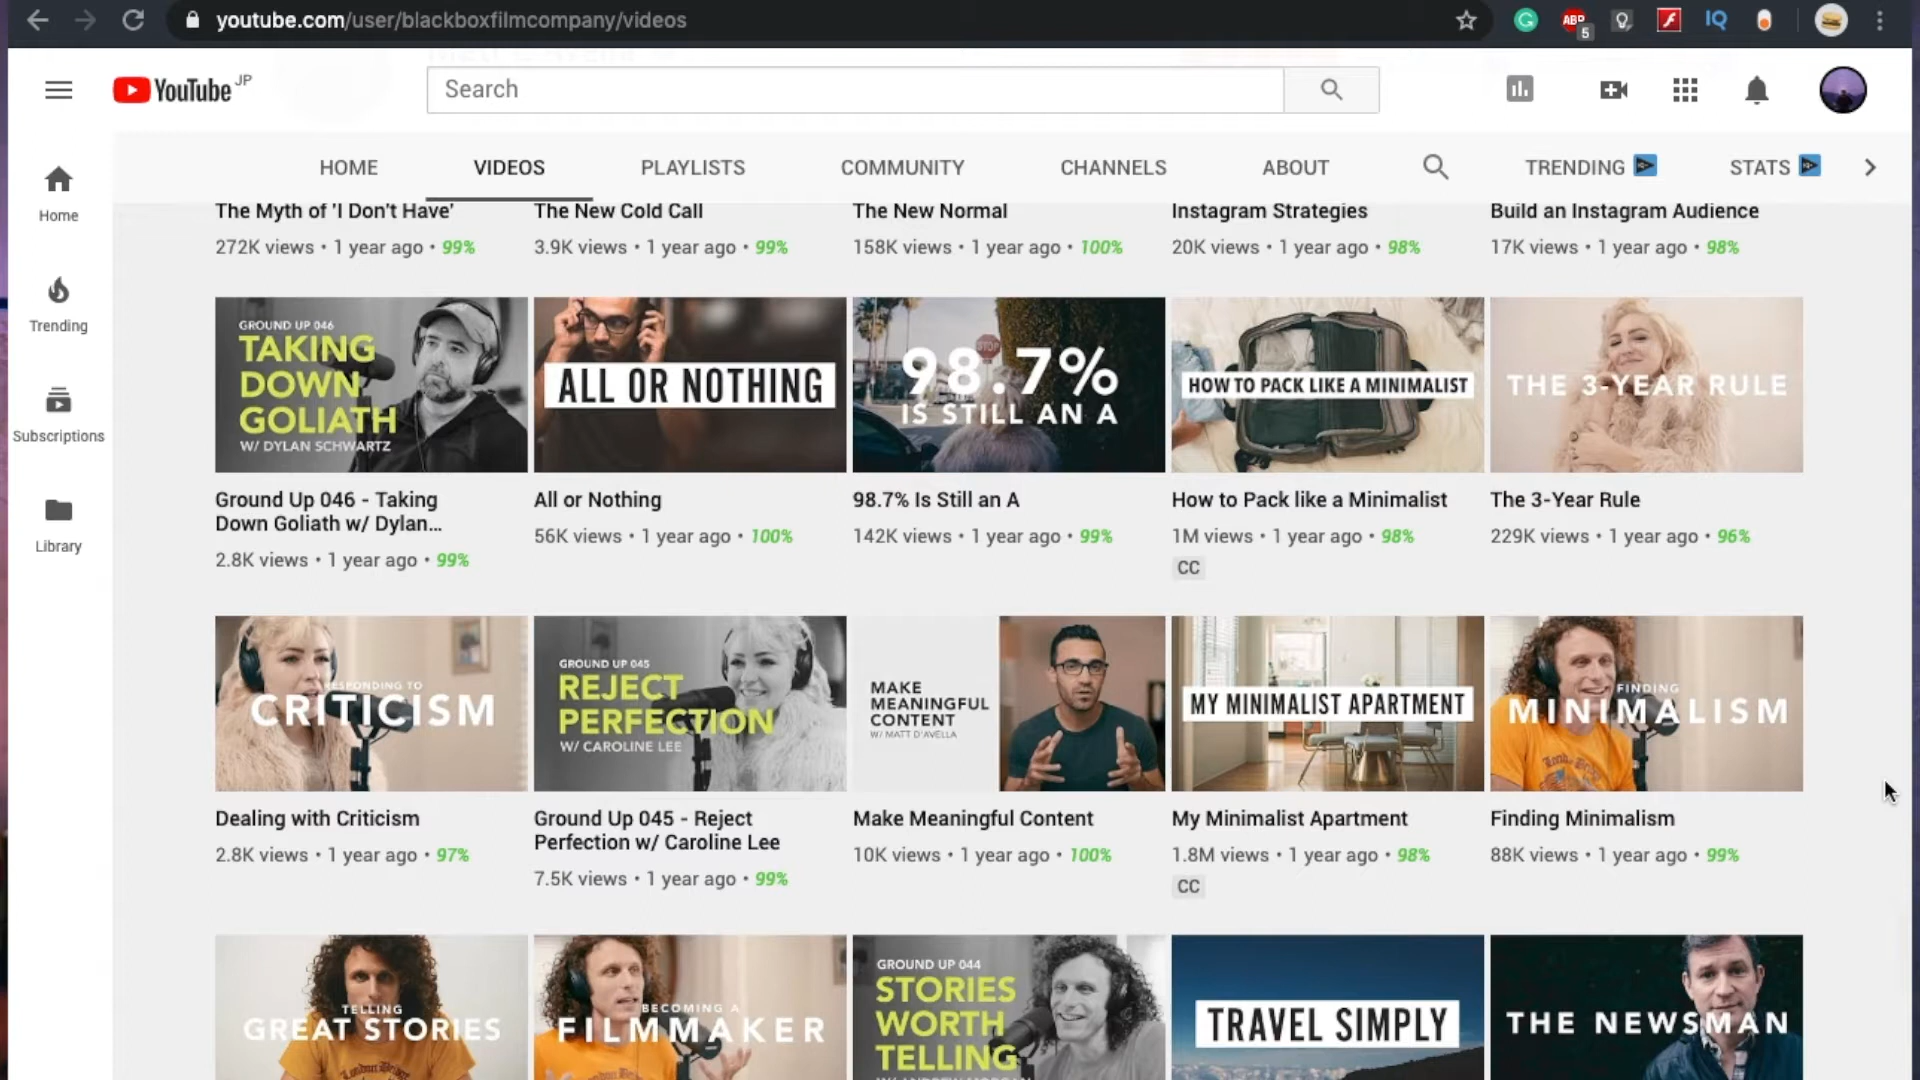 youtube.com/user/blackboxfilmcompany/videos
ABP
5
IQ
YouTube JP
Search
HOME VIDEOS PLAYLISTS COMMUNITY CHANNELS ABOUT TRENDING STATS
Home
Trending
Subscriptions
Library
The Myth of 'I Don't Have'
272K views • 1 year ago • 99%
The New Cold Call
3.9K views • 1 year ago • 99%
The New Normal
158K views • 1 year ago • 100%
Instagram Strategies
20K views • 1 year ago • 98%
Build an Instagram Audience
17K views • 1 year ago • 98%
GROUND UP 046
TAKING
DOWN
GOLIATH
W/ DYLAN SCHWARTZ
Ground Up 046 - Taking
Down Goliath w/ Dylan...
2.8K views • 1 year ago • 99%
ALL OR NOTHING
All or Nothing
56K views • 1 year ago • 100%
STOP
98.7%
IS STILL AN A
98.7% Is Still an A
142K views • 1 year ago • 99%
HOW TO PACK LIKE A MINIMALIST
How to Pack like a Minimalist
1M views • 1 year ago • 98%
CC
THE 3-YEAR RULE
The 3-Year Rule
229K views • 1 year ago • 96%
RESPONDING TO
CRITICISM
Dealing with Criticism
2.8K views • 1 year ago • 97%
GROUND UP 045
REJECT
PERFECTION
W/ CAROLINE LEE
Ground Up 045 - Reject
Perfection w/ Caroline Lee
7.5K views • 1 year ago • 99%
MAKE
MEANINGFUL
CONTENT
W/ MATT D'AVELLA
Make Meaningful Content
10K views • 1 year ago • 100%
MY MINIMALIST APARTMENT
My Minimalist Apartment
1.8M views • 1 year ago • 98%
CC
FINDING
MINIMALISM
Finding Minimalism
88K views • 1 year ago • 99%
TELLING
GREAT STORIES
BECOMING A
FILMMAKER
GROUND UP 044
STORIES
WORTH
TELLING
W/ ANDREW MORGAN
TRAVEL SIMPLY
THE NEWSMAN